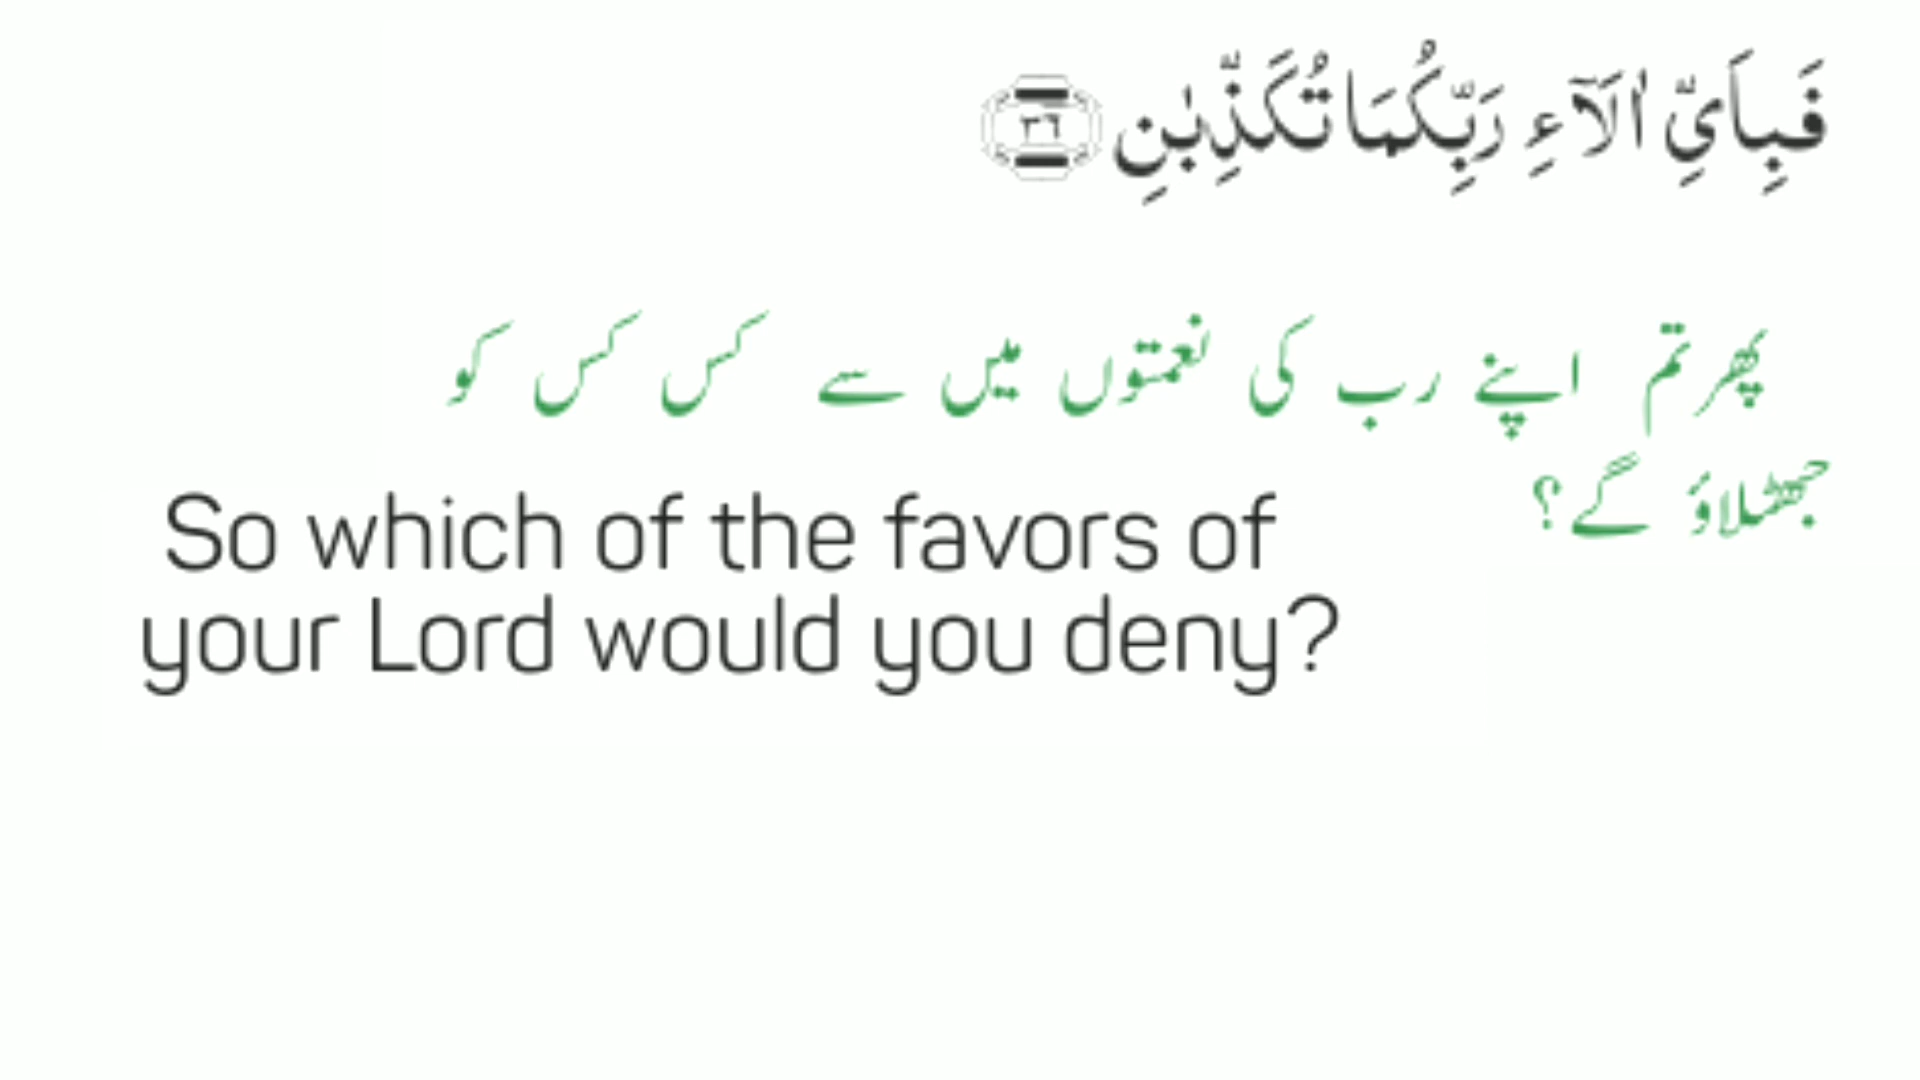 فَبِاَىِّ اٰلَآءِ رَبِّكُمَا تُكَذِّبٰنِ ٣٦
پھر تم اپنے رب کی نعمتوں میں سے کس کس کو
جھٹلاؤ گے؟
So which of the favors of
your Lord would you deny?